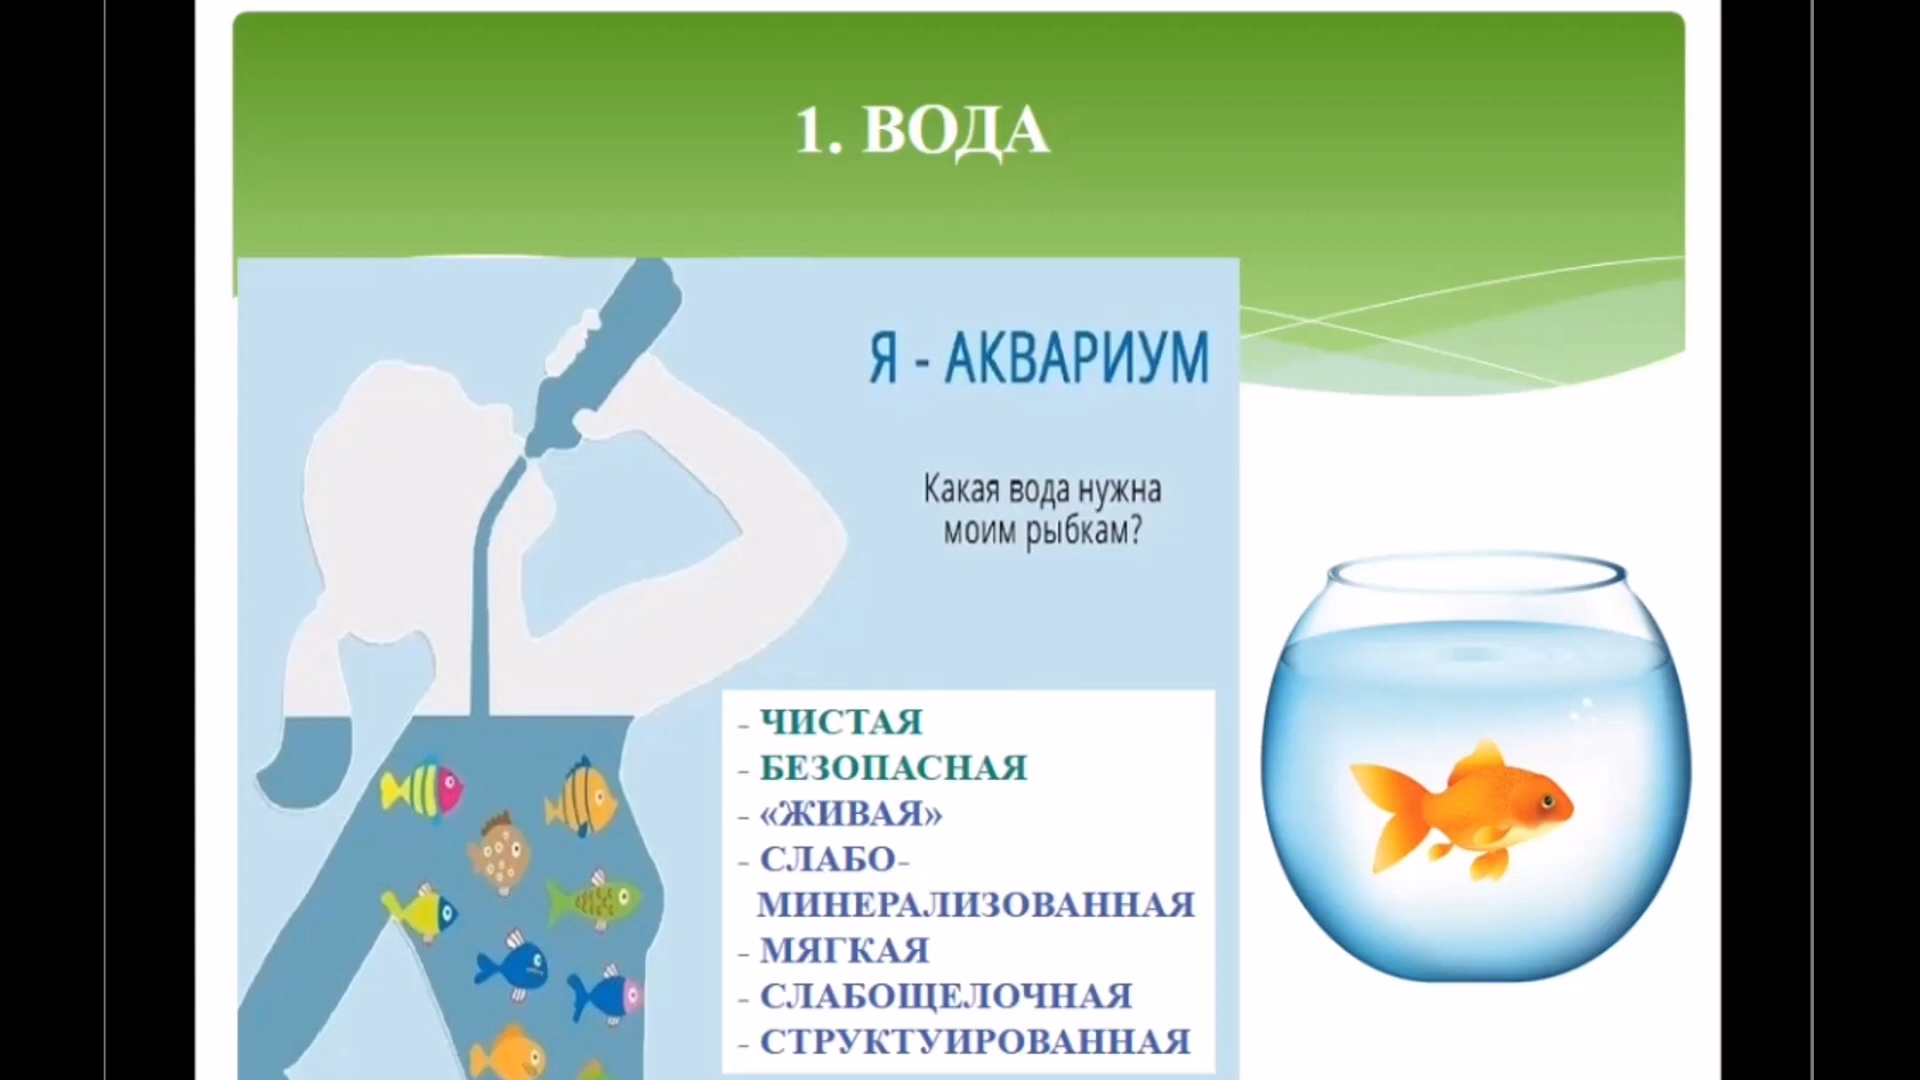 1. ВОДА
Я - АКВАРИУМ
Какая вода нужна
моим рыбкам?
- ЧИСТАЯ
- БЕЗОПАСНАЯ
- «ЖИВАЯ»
- СЛАБО-
МИНЕРАЛИЗОВАННАЯ
- МЯГКАЯ
- СЛАБОЩЕЛОЧНАЯ
- СТРУКТУИРОВАННАЯ